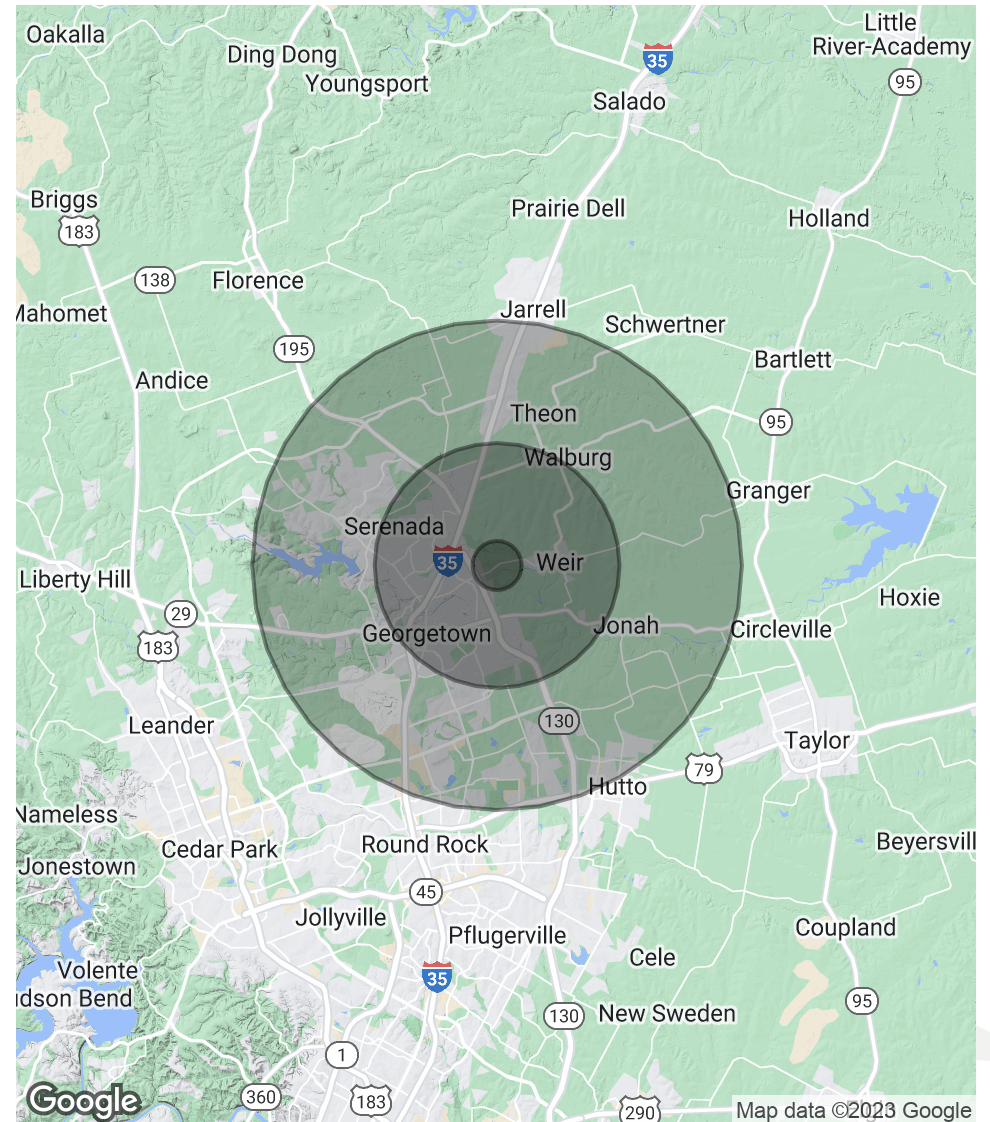 Little
River-Academy
Oakalla
Ding Dong
Youngsport
35
95
Salado
Briggs
183
Prairie Dell
Holland
138
Florence
Mahomet
Jarrell
Schwertner
195
Bartlett
Andice
Theon
95
Walburg
Granger
Serenada
35
Weir
Liberty Hill
Hoxie
29
183
Georgetown
Jonah
Circleville
Leander
130
Taylor
79
Hutto
Nameless
Cedar Park
Round Rock
Beyersvill
Jonestown
45
Jollyville
Pflugerville
Coupland
Cele
Volente
35
udson Bend
95
130
New Sweden
1
360
183
290
Google
Map data ©2023 Google